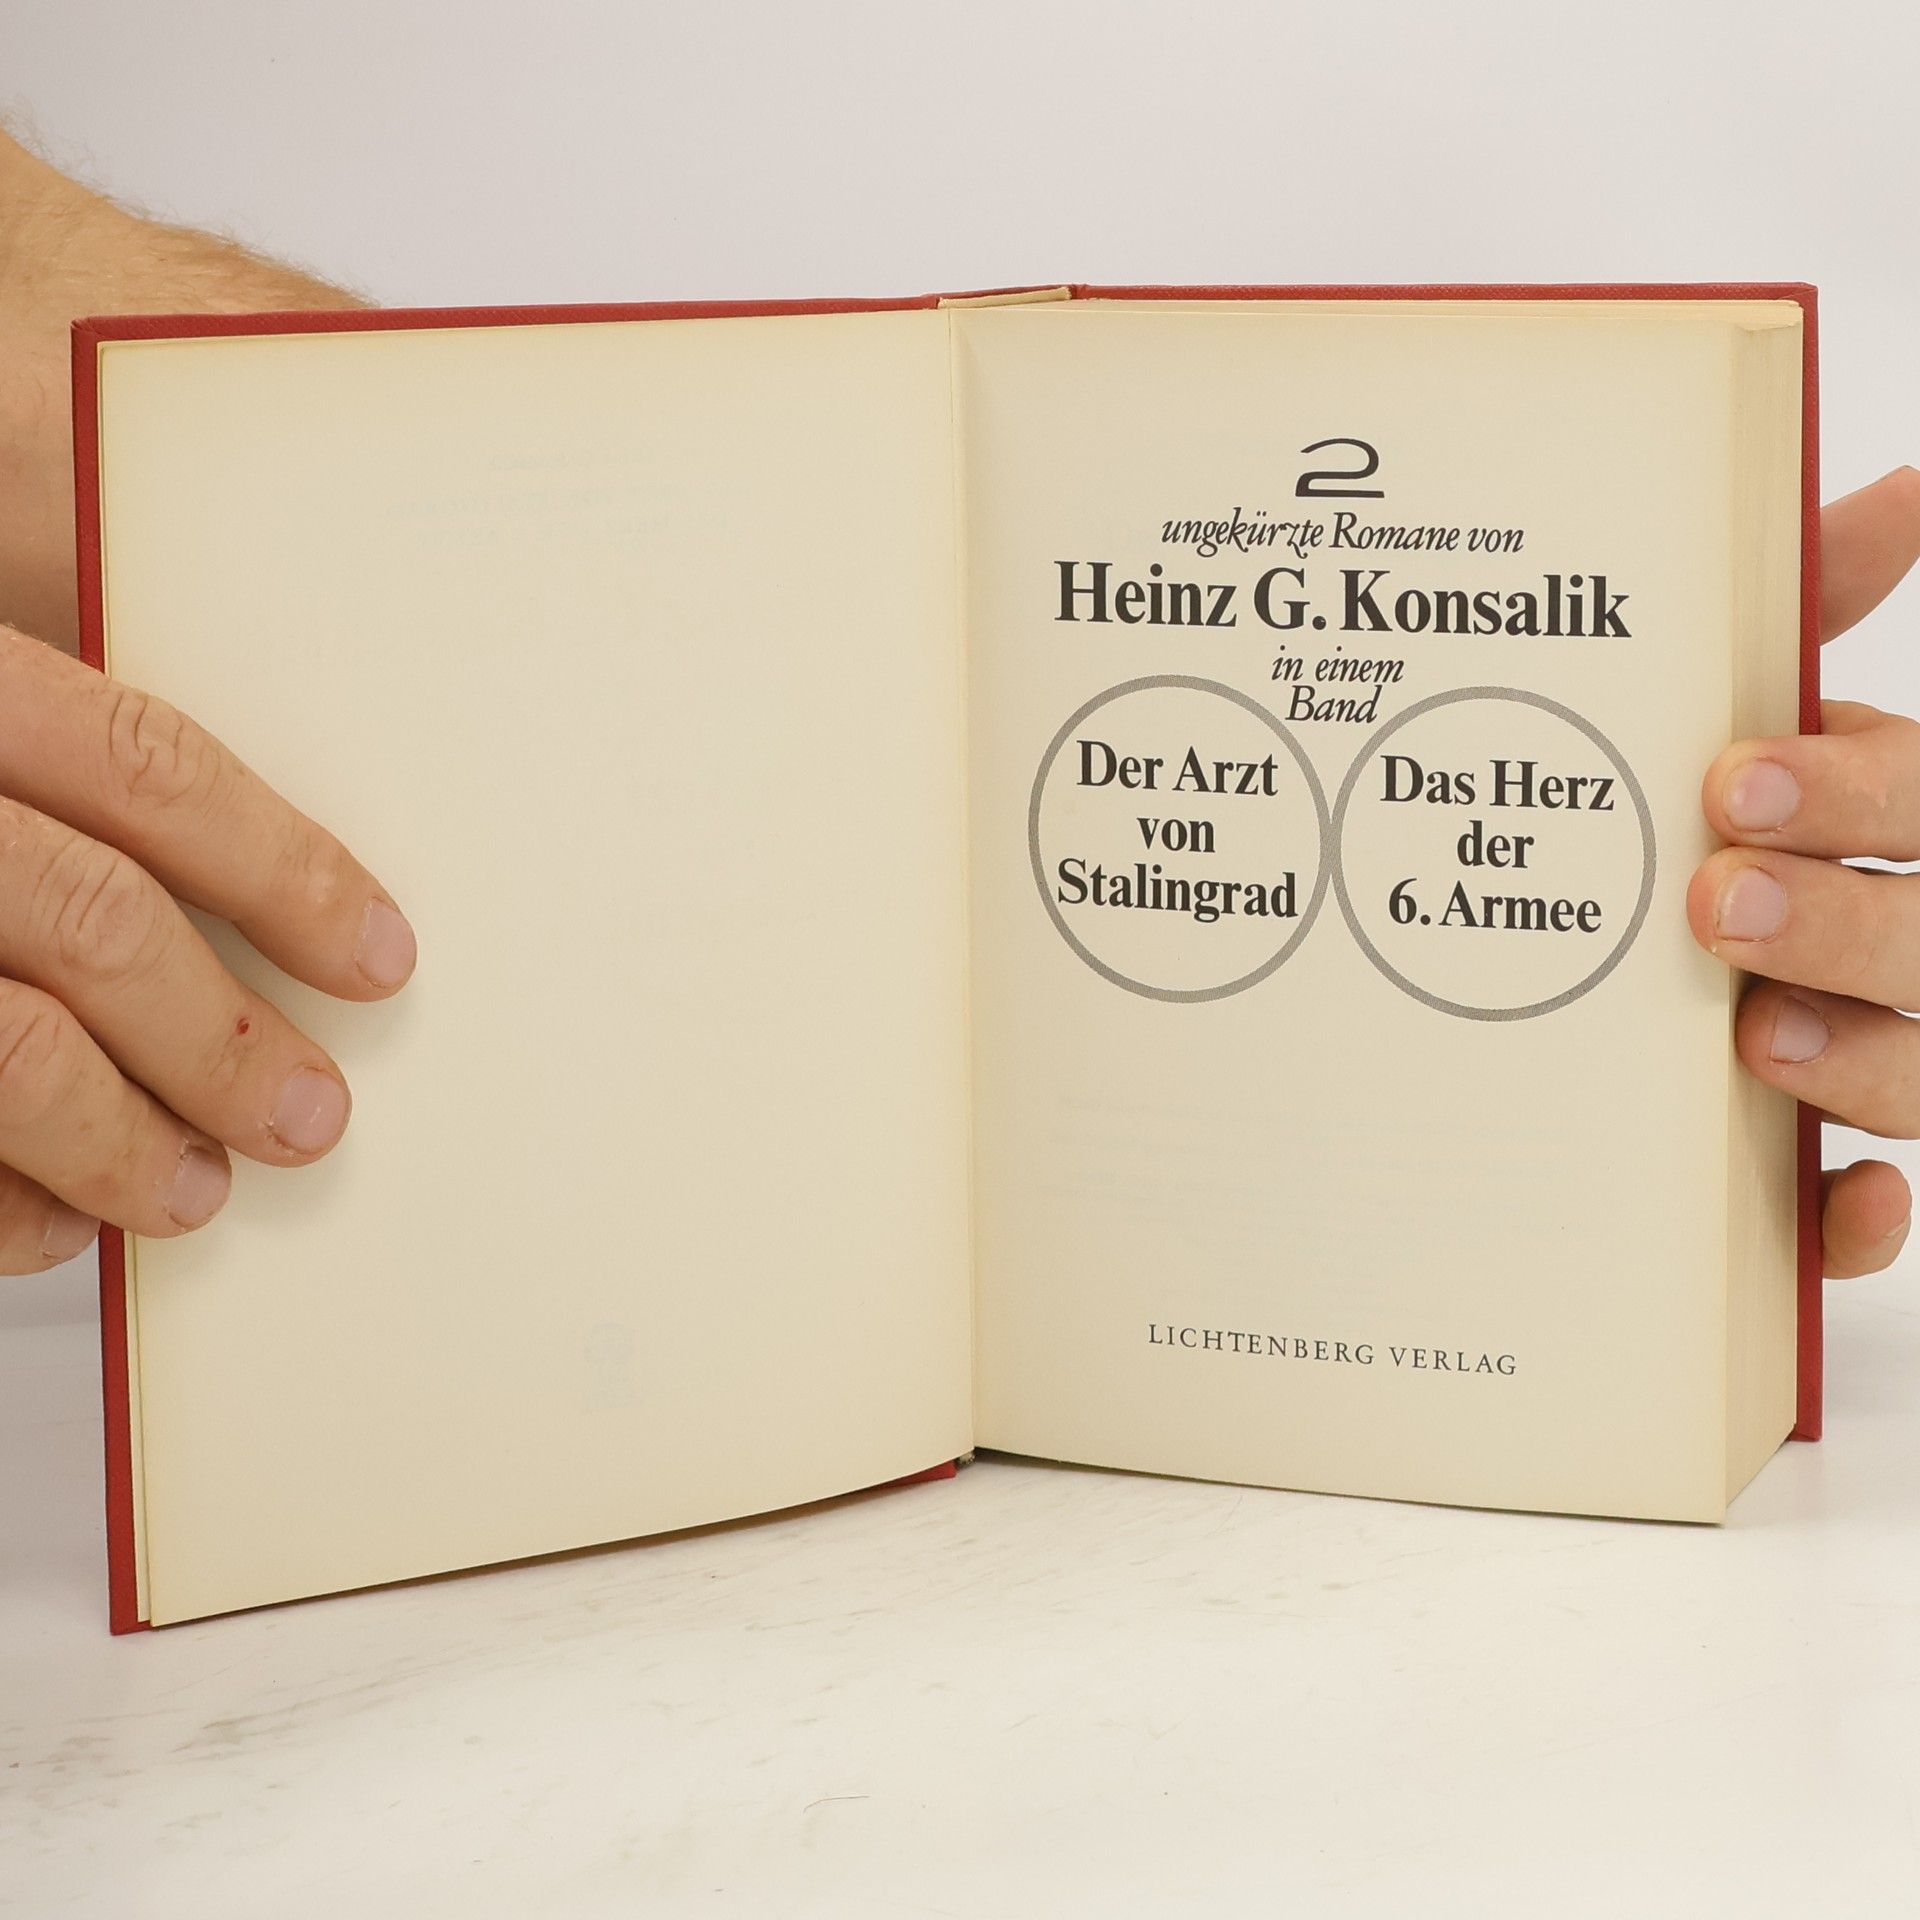 2
ungekürzte Romane von
Heinz G. Konsalik
in einem
Band
Der Arzt
von
Stalingrad
Das Herz
der
6. Armee
LICHTENBERG VERLAG